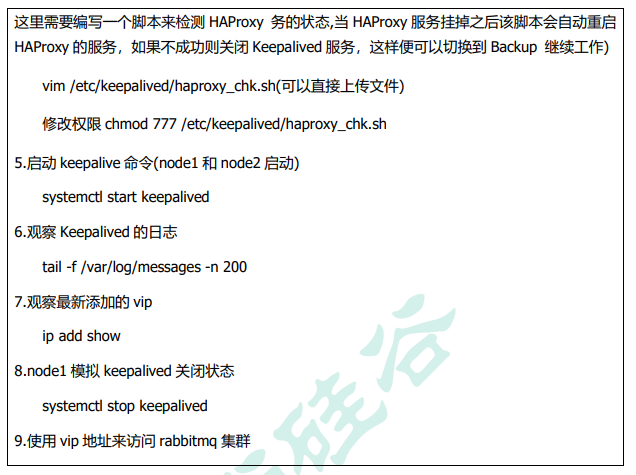 这里需要编写一个脚本来检测 HAProxy 务的状态,当 HAProxy 服务挂掉之后该脚本会自动重启
HAProxy 的服务，如果不成功则关闭 Keepalived 服务，这样便可以切换到 Backup 继续工作)
vim /etc/keepalived/haproxy_chk.sh(可以直接上传文件)
修改权限 chmod 777 /etc/keepalived/haproxy_chk.sh
5.启动 keepalive 命令(node1 和 node2 启动)
systemctl start keepalived
6.观察 Keepalived 的日志
tail -f /var/log/messages -n 200
7.观察最新添加的 vip
ip add show
8.node1 模拟 keepalived 关闭状态
systemctl stop keepalived
9.使用 vip 地址来访问 rabbitmq 集群
硅谷